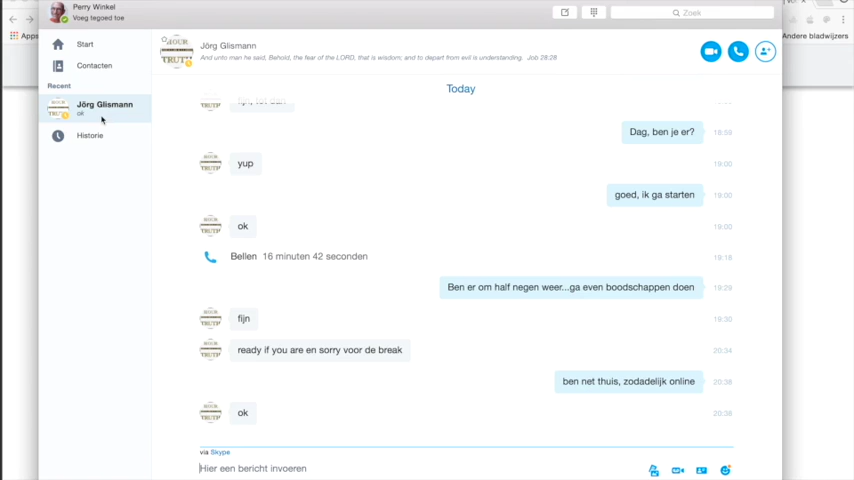 Perry Winkel
Voeg tegoed toe
Zoek
Apps
Andere bladwijzers
Start
Contacten
Recent
Jörg Glismann
ok
Historie
Jörg Glismann
And unto man he said, Behold, the fear of the LORD, that is wisdom; and to depart from evil is understanding. Job 28:28
Today
Dag, ben je er?
18:59
yup
19:00
goed, ik ga starten
19:00
ok
19:00
Bellen 16 minuten 42 seconden
19:18
Ben er om half negen weer...ga even boodschappen doen
19:29
fijn
19:30
ready if you are en sorry voor de break
20:34
ben net thuis, zodadelijk online
20:38
ok
20:38
via Skype
Hier een bericht invoeren